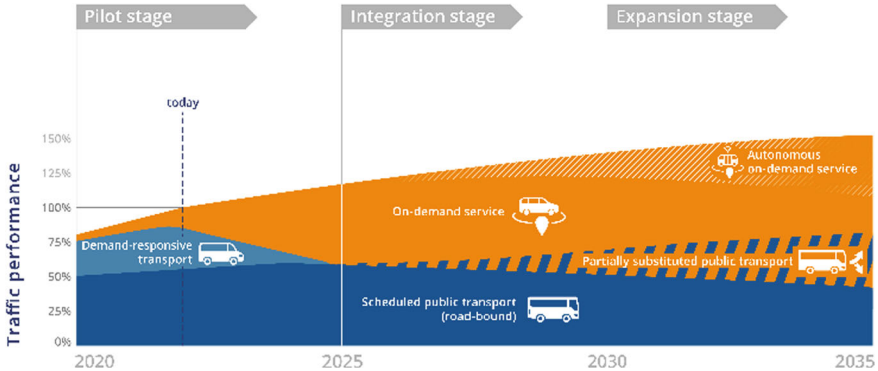 Pilot stage
Integration stage
Expansion stage
today
Traffic performance
150%
125%
100%
75%
50%
25%
0%
Autonomous
on-demand service
On-demand service
Demand-responsive
transport
Partially substituted public transport
Scheduled public transport
(road-bound)
2020
2025
2030
2035